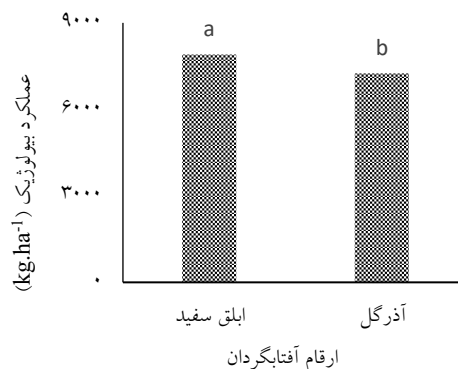 a
b
۹۰۰۰
۶۰۰۰
۳۰۰۰
۰
عملکرد بیولوژیک (kg.ha-1)
ابلق سفید
آذرگل
ارقام آفتابگردان